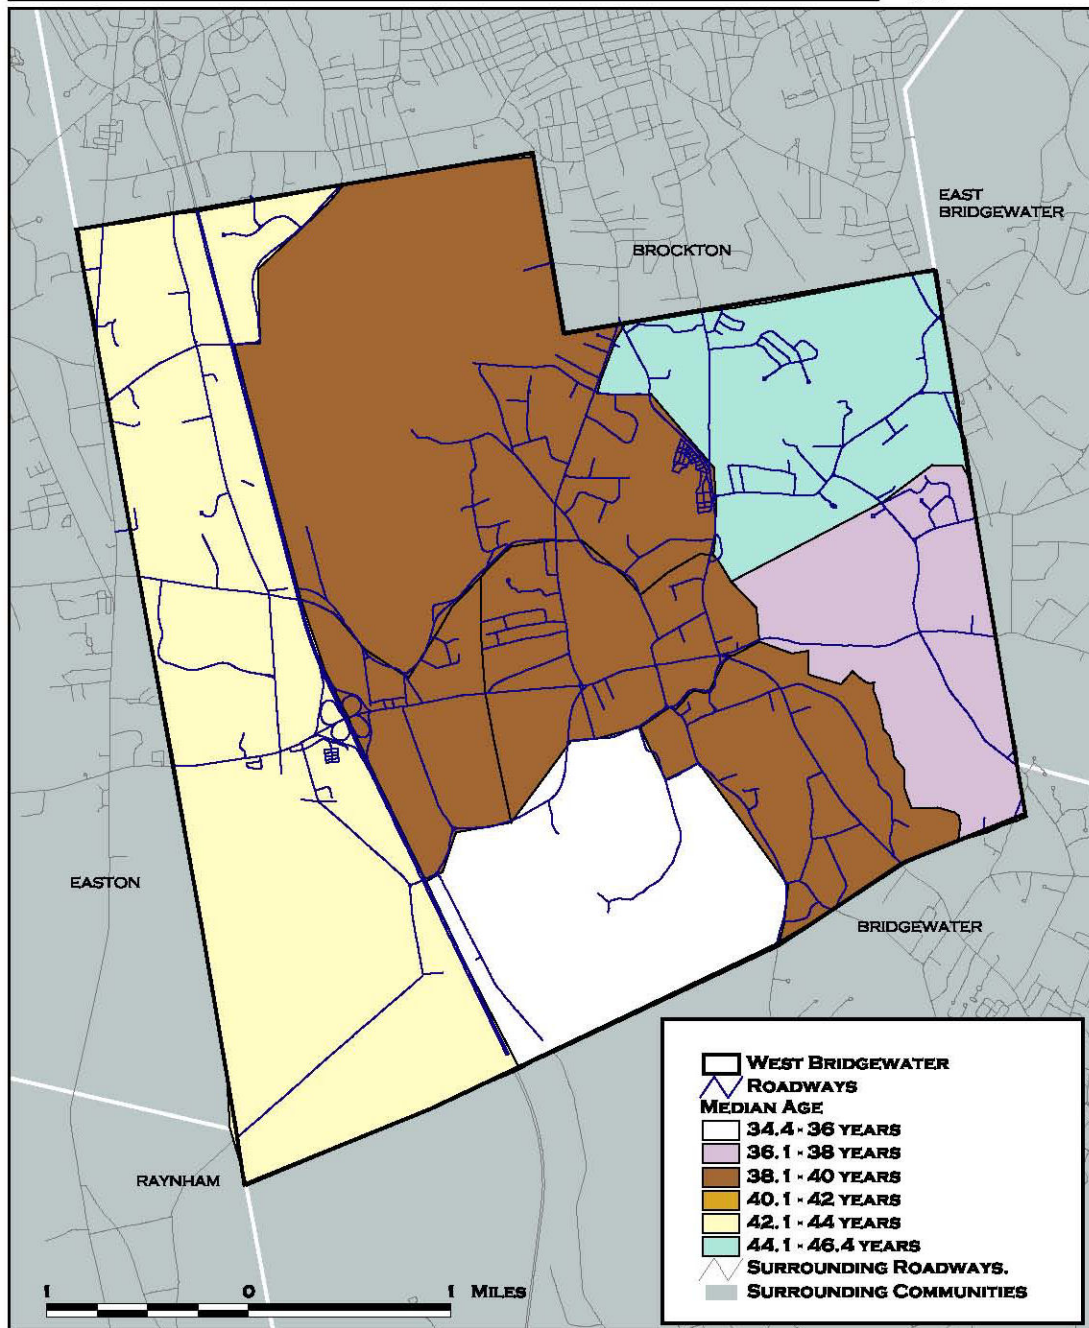 EAST
BRIDGEWATER
BROCKTON
EASTON
BRIDGEWATER
RAYNHAM
1 0 1 MILES
WEST BRIDGEWATER
ROADWAYS
MEDIAN AGE
34.4 - 36 YEARS
36.1 - 38 YEARS
38.1 - 40 YEARS
40.1 - 42 YEARS
42.1 - 44 YEARS
44.1 - 46.4 YEARS
SURROUNDING ROADWAYS.
SURROUNDING COMMUNITIES